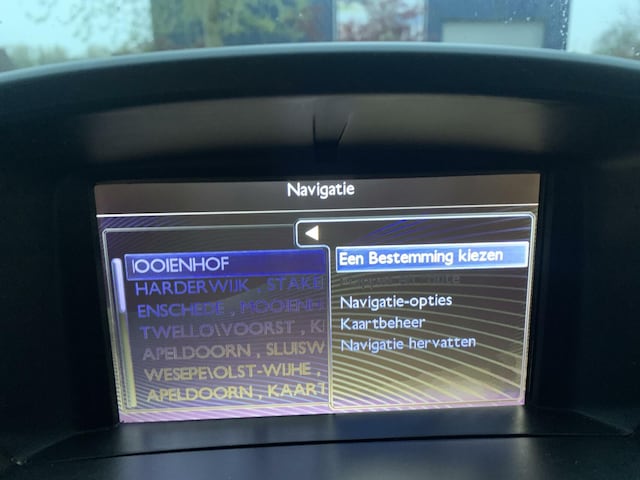 Navigatie
OOIENHOF
HARDERWIJK , STAKE
ENSCHEDE , MOOIENH
TWELLO\VOORST , K
APELDOORN , SLUISW
WESEPE\OLST-WIJHE ,
APELDOORN , KAART
Een Bestemming kiezen
Navigatie-opties
Kaartbeheer
Navigatie hervatten